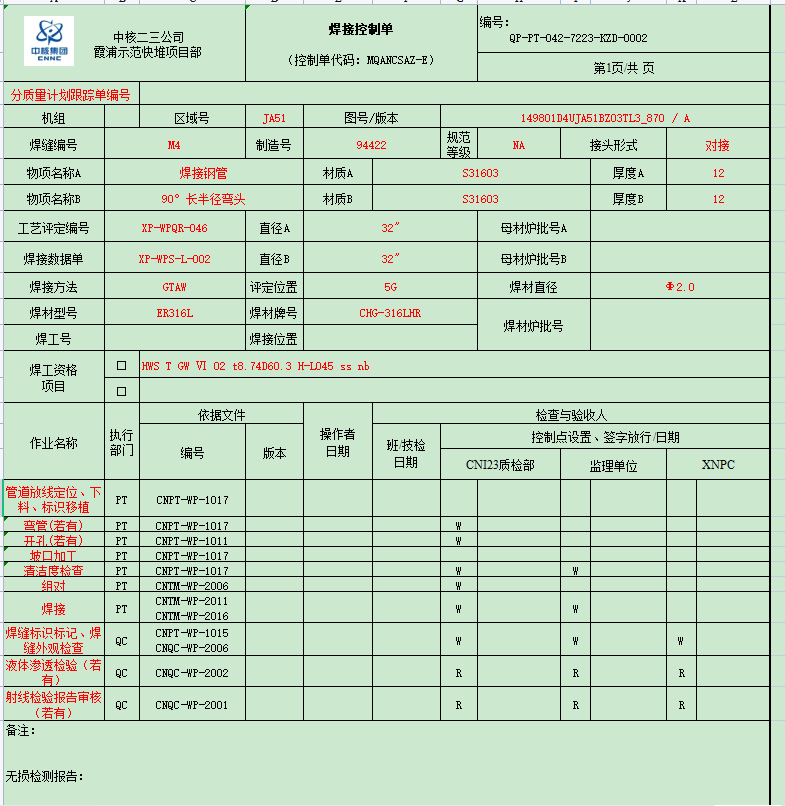 中核集团
CNNC
中核二三公司
霞浦示范快堆项目部
焊接控制单
(控制单代码：MQANCSAZ-E)
编号：
QP-PT-042-7223-KZD-0002
第1页/共 页
分质量计划跟踪单编号
机组 区域号 JA51 图号/版本 149801D4UJA51BZ03TL3_870 / A
焊缝编号 M4 制造号 94422 规范等级 NA 接头形式 对接
物项名称A 焊接钢管 材质A S31603 厚度A 12
物项名称B 90°长半径弯头 材质B S31603 厚度B 12
工艺评定编号 XP-WPQR-046 直径A 32″ 母材炉批号A
焊接数据单 XP-WPS-L-002 直径B 32″ 母材炉批号B
焊接方法 GTAW 评定位置 5G 焊材直径 Φ2.0
焊材型号 ER316L 焊材牌号 CHG-316LHR 焊材炉批号
焊工号 焊接位置
焊工资格项目 □ HWS T GW Ⅵ 02 t8.74D60.3 H-L045 ss nb
□
作业名称 执行部门 依据文件 操作者日期 检查与验收人
编号 版本 班/技检日期 控制点设置、签字放行/日期
CNI23质检部 监理单位 XNPC
管道放线定位、下料、标识移植 PT CNPT-WP-1017
弯管(若有) PT CNPT-WP-1017 W
开孔(若有) PT CNPT-WP-1011 W
坡口加工 PT CNPT-WP-1017
清洁度检查 PT CNPT-WP-1017 W W
组对 PT CNTM-WP-2006 W
焊接 PT CNTM-WP-2011 CNTM-WP-2016 W W
焊缝标识标记、焊缝外观检查 QC CNPT-WP-1015 CNQC-WP-2006 W W W
液体渗透检验（若有） QC CNQC-WP-2002 R R R
射线检验报告审核（若有） QC CNQC-WP-2001 R R R
备注：
无损检测报告：